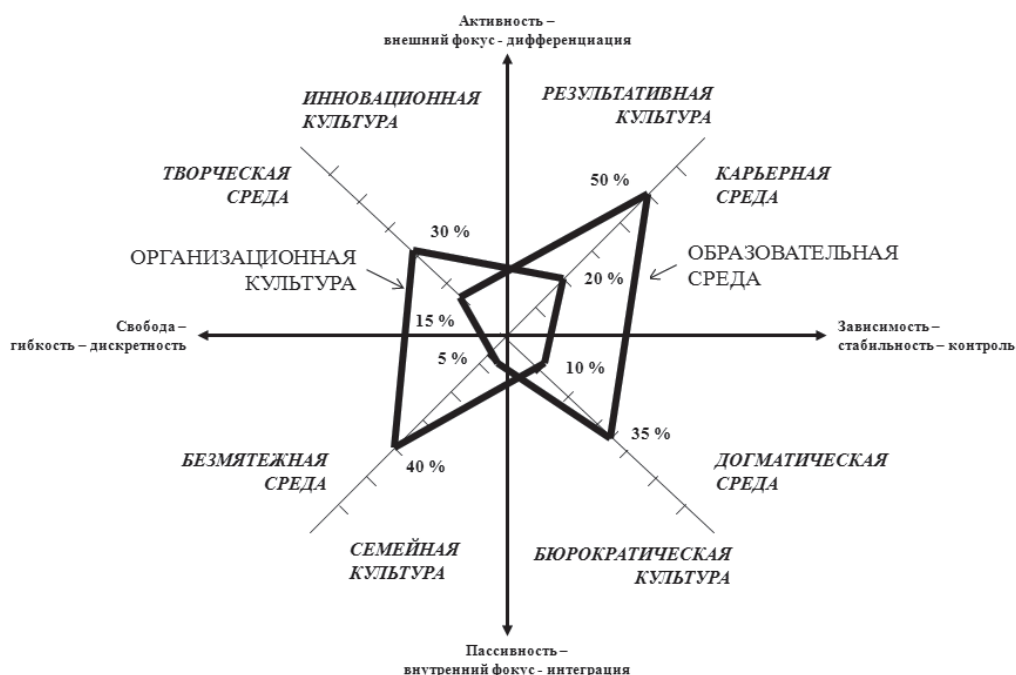 Активность –
внешний фокус - дифференциация
ИННОВАЦИОННАЯ
КУЛЬТУРА
РЕЗУЛЬТАТИВНАЯ
КУЛЬТУРА
ТВОРЧЕСКАЯ
СРЕДА
КАРЬЕРНАЯ
СРЕДА
50 %
30 %
ОРГАНИЗАЦИОННАЯ
КУЛЬТУРА
ОБРАЗОВАТЕЛЬНАЯ
СРЕДА
20 %
15 %
Свобода –
гибкость – дискретность
Зависимость –
стабильность – контроль
5 %
10 %
35 %
40 %
БЕЗМЯТЕЖНАЯ
СРЕДА
ДОГМАТИЧЕСКАЯ
СРЕДА
СЕМЕЙНАЯ
КУЛЬТУРА
БЮРОКРАТИЧЕСКАЯ
КУЛЬТУРА
Пассивность –
внутренний фокус - интеграция